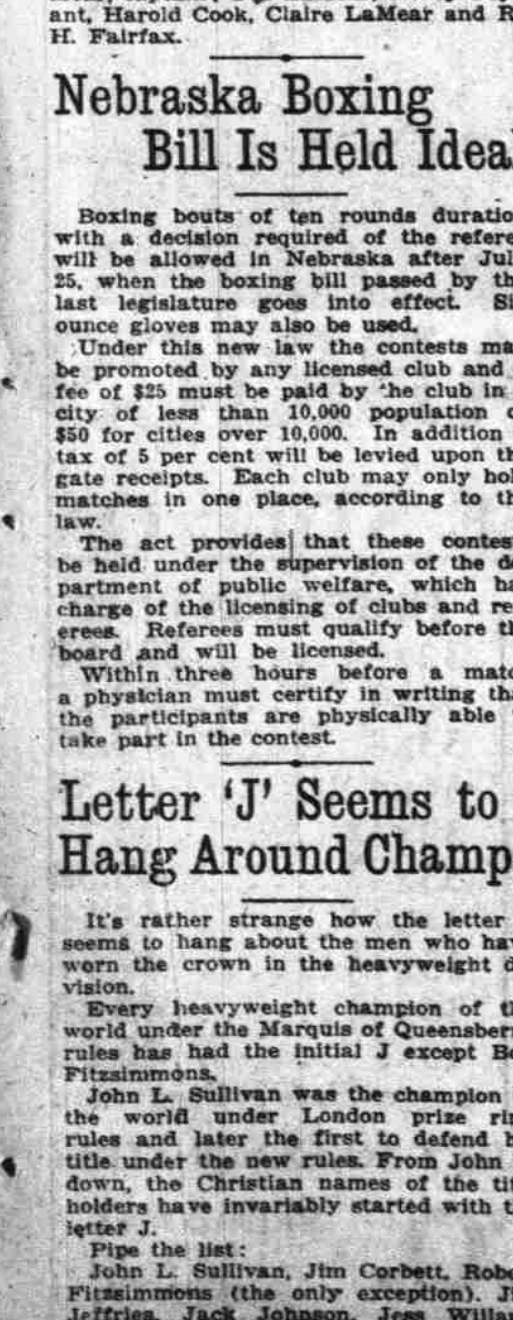 ant, Harold Cook, Claire LaMear and R
H. Fairfax.
Nebraska Boxing
Bill Is Held Idea
Boxing bouts of ten rounds duratio
with a decision required of the refere
will be allowed in Nebraska after Jul
25, when the boxing bill passed by th
last legislature goes into effect. Si
ounce gloves may also be used.
Under this new law the contests ma
be promoted by any licensed club and
fee of $25 must be paid by the club in
city of less than 10,000 population o
$50 for cities over 10,000. In addition
tax of 5 per cent will be levied upon th
gate receipts. Each club may only hol
matches in one place, according to th
law.
The act provides that these contes
be held under the supervision of the de
partment of public welfare, which ha
charge of the licensing of clubs and re
erees. Referees must qualify before th
board and will be licensed.
Within three hours before a matc
a physician must certify in writing tha
the participants are physically able
take part in the contest.
Letter 'J' Seems to
Hang Around Champ
It's rather strange how the letter
seems to hang about the men who hav
worn the crown in the heavyweight d
vision.
Every heavyweight champion of th
world under the Marquis of Queensber
rules has had the initial J except Bo
Fitzsimmons.
John L. Sullivan was the champion
the world under London prize rin
rules and later the first to defend h
title under the new rules. From John
down, the Christian names of the tit
holders have invariably started with t
letter J.
Pipe the list:
John L. Sullivan, Jim Corbett, Robe
Fitzsimmons (the only exception). Ji
Jeffries, Jack Johnson, Jess Willar